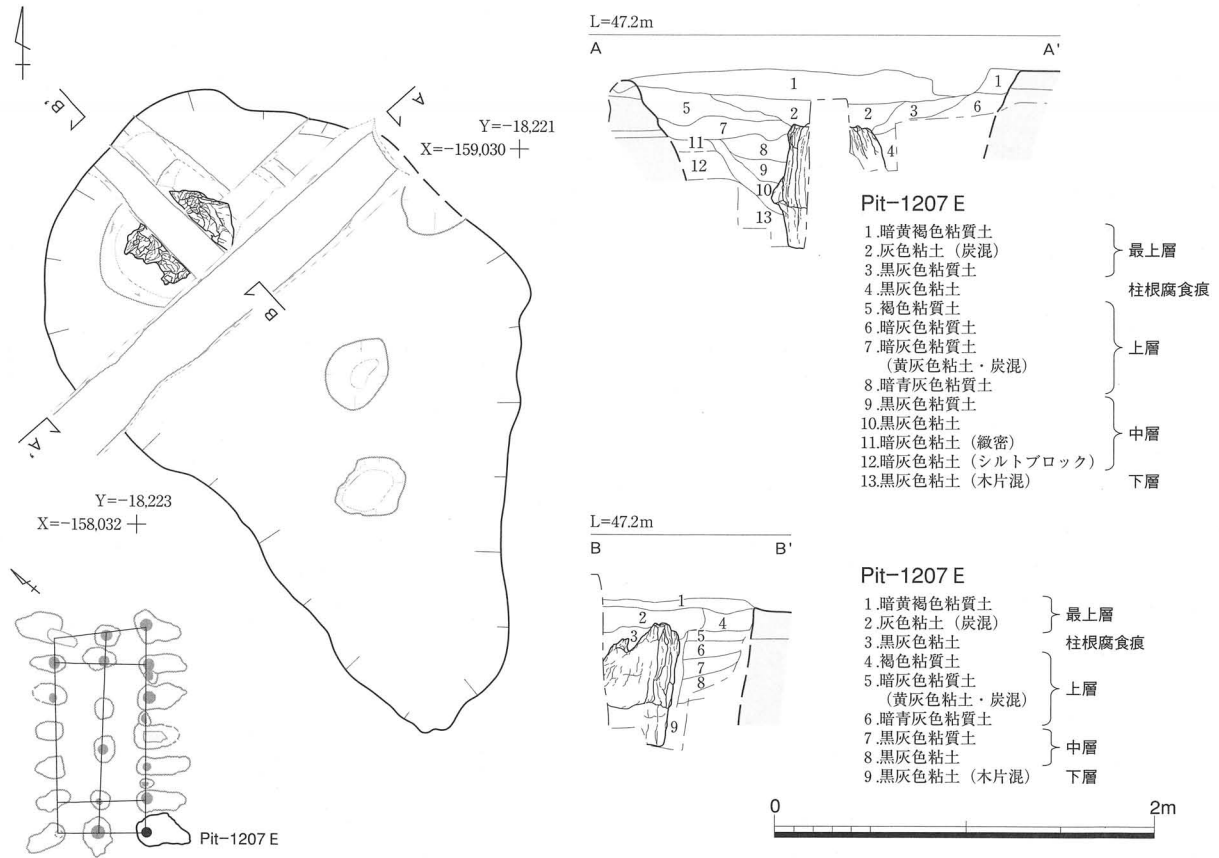 B'
A
Y=−18,221
X=−159,030
B
A'
Y=−18,223
X=−158,032
Pit−1207 E
L=47.2m
A
A'
1
1
5
2
2
3
6
7
4
11
8
12
9
10
13
Pit−1207 E
1.暗黄褐色粘質土
2.灰色粘土（炭混）
3.黒灰色粘質土
最上層
4.黒灰色粘土
柱根腐食痕
5.褐色粘質土
6.暗灰色粘質土
7.暗灰色粘質土
（黄灰色粘土・炭混）
8.暗青灰色粘質土
上層
9.黒灰色粘質土
10.黒灰色粘土
11.暗灰色粘土（緻密）
12.暗灰色粘土（シルトブロック）
中層
13.黒灰色粘土（木片混）
下層
L=47.2m
B
B'
1
2
4
3
5
6
7
8
9
Pit−1207 E
1.暗黄褐色粘質土
2.灰色粘土（炭混）
最上層
3.黒灰色粘土
柱根腐食痕
4.褐色粘質土
5.暗灰色粘質土
（黄灰色粘土・炭混）
6.暗青灰色粘質土
上層
7.黒灰色粘質土
8.黒灰色粘土
中層
9.黒灰色粘土（木片混）
下層
0
2m